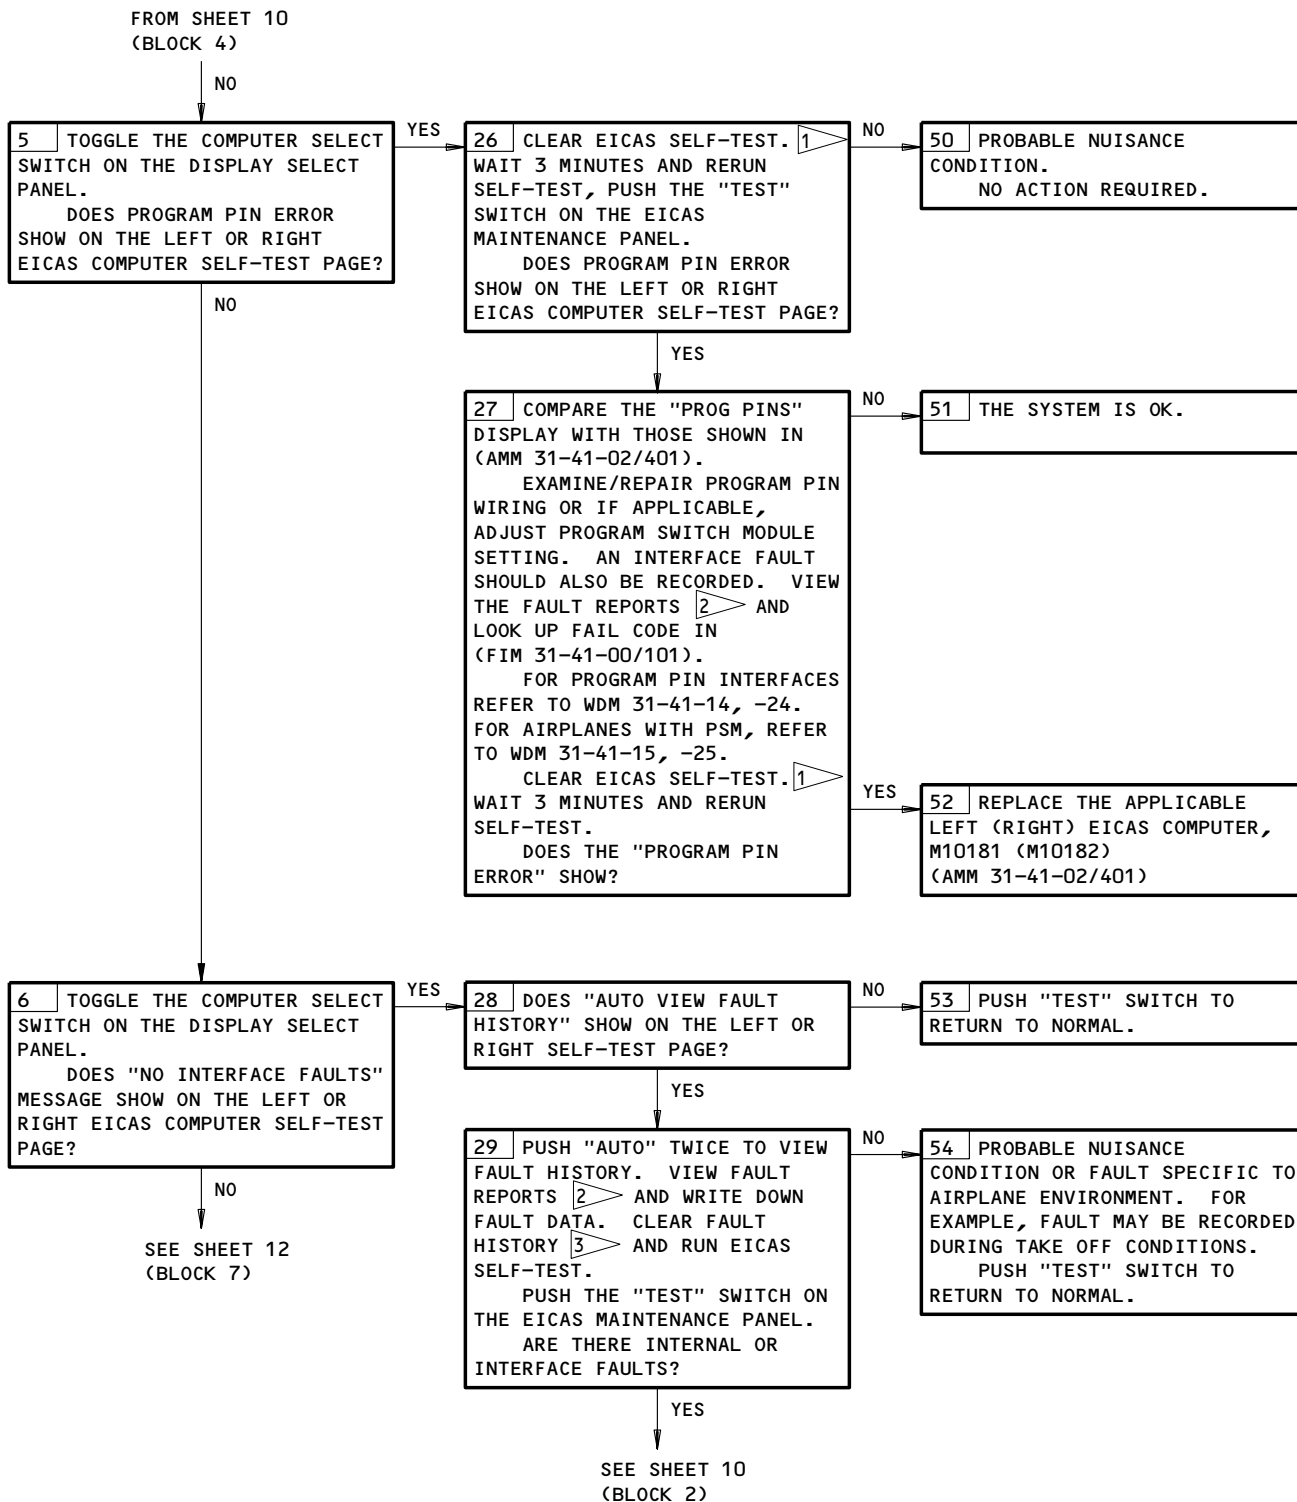 FROM SHEET 10
(BLOCK 4)
NO
5 TOGGLE THE COMPUTER SELECT
SWITCH ON THE DISPLAY SELECT
PANEL.
DOES PROGRAM PIN ERROR
SHOW ON THE LEFT OR RIGHT
EICAS COMPUTER SELF-TEST PAGE?
YES
26 CLEAR EICAS SELF-TEST. 1
WAIT 3 MINUTES AND RERUN
SELF-TEST, PUSH THE "TEST"
SWITCH ON THE EICAS
MAINTENANCE PANEL.
DOES PROGRAM PIN ERROR
SHOW ON THE LEFT OR RIGHT
EICAS COMPUTER SELF-TEST PAGE?
NO
50 PROBABLE NUISANCE
CONDITION.
NO ACTION REQUIRED.
NO
YES
27 COMPARE THE "PROG PINS"
DISPLAY WITH THOSE SHOWN IN
(AMM 31-41-02/401).
EXAMINE/REPAIR PROGRAM PIN
WIRING OR IF APPLICABLE,
ADJUST PROGRAM SWITCH MODULE
SETTING. AN INTERFACE FAULT
SHOULD ALSO BE RECORDED. VIEW
THE FAULT REPORTS 2 AND
LOOK UP FAIL CODE IN
(FIM 31-41-00/101).
FOR PROGRAM PIN INTERFACES
REFER TO WDM 31-41-14, -24.
FOR AIRPLANES WITH PSM, REFER
TO WDM 31-41-15, -25.
CLEAR EICAS SELF-TEST. 1
WAIT 3 MINUTES AND RERUN
SELF-TEST.
DOES THE "PROGRAM PIN
ERROR" SHOW?
NO
51 THE SYSTEM IS OK.
YES
52 REPLACE THE APPLICABLE
LEFT (RIGHT) EICAS COMPUTER,
M10181 (M10182)
(AMM 31-41-02/401)
6 TOGGLE THE COMPUTER SELECT
SWITCH ON THE DISPLAY SELECT
PANEL.
DOES "NO INTERFACE FAULTS"
MESSAGE SHOW ON THE LEFT OR
RIGHT EICAS COMPUTER SELF-TEST
PAGE?
YES
28 DOES "AUTO VIEW FAULT
HISTORY" SHOW ON THE LEFT OR
RIGHT SELF-TEST PAGE?
NO
53 PUSH "TEST" SWITCH TO
RETURN TO NORMAL.
YES
29 PUSH "AUTO" TWICE TO VIEW
FAULT HISTORY. VIEW FAULT
REPORTS 2 AND WRITE DOWN
FAULT DATA. CLEAR FAULT
HISTORY 3 AND RUN EICAS
SELF-TEST.
PUSH THE "TEST" SWITCH ON
THE EICAS MAINTENANCE PANEL.
ARE THERE INTERNAL OR
INTERFACE FAULTS?
NO
54 PROBABLE NUISANCE
CONDITION OR FAULT SPECIFIC TO
AIRPLANE ENVIRONMENT. FOR
EXAMPLE, FAULT MAY BE RECORDED
DURING TAKE OFF CONDITIONS.
PUSH "TEST" SWITCH TO
RETURN TO NORMAL.
NO
SEE SHEET 12
(BLOCK 7)
YES
SEE SHEET 10
(BLOCK 2)